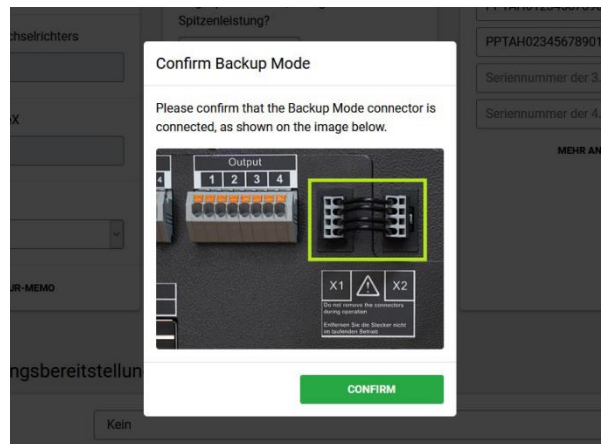 Spitzenleistung?
chselrichters
PPTAH02345678901
Seriennummer der 3.
Seriennummer der 4.
MEHR AN
UR-MEMO
ngsbereitstellun
Kein
Confirm Backup Mode
Please confirm that the Backup Mode connector is
connected, as shown on the image below.
4
Output
1 2 3 4
X1 X2
Do not remove the connectors
during operation
Entfernen Sie die Stecker nicht
im laufenden Betrieb
CONFIRM